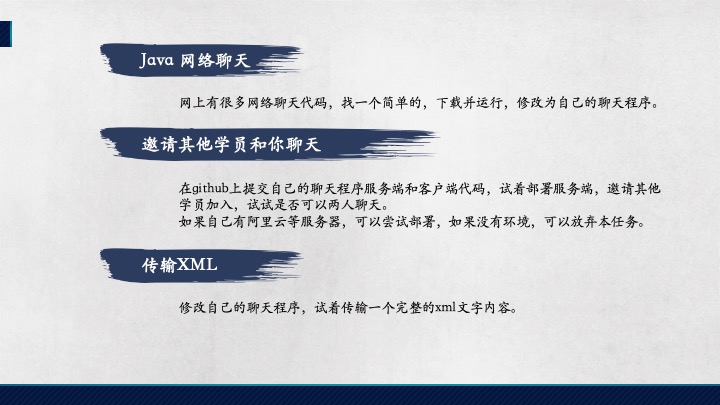 Java 网络聊天
网上有很多网络聊天代码，找一个简单的，下载并运行，修改为自己的聊天程序。
邀请其他学员和你聊天
在github上提交自己的聊天程序服务端和客户端代码，试着部署服务端，邀请其他
学员加入，试试是否可以两人聊天。
如果自己有阿里云等服务器，可以尝试部署，如果没有环境，可以放弃本任务。
传输XML
修改自己的聊天程序，试着传输一个完整的xml文字内容。